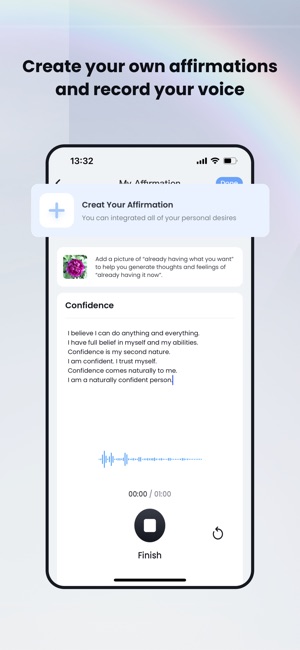 Create your own affirmations
and record your voice
13:32
My Affirmation
Creat Your Affirmation
You can integrated all of your personal desires
Add a picture of “already having what you want”
to help you generate thoughts and feelings of
“already having it now”.
Confidence
I believe I can do anything and everything.
I have full belief in myself and my abilities.
Confidence is my second nature.
I am confident. I trust myself.
Confidence comes naturally to me.
I am a naturally confident person.
00:00 / 01:00
Finish